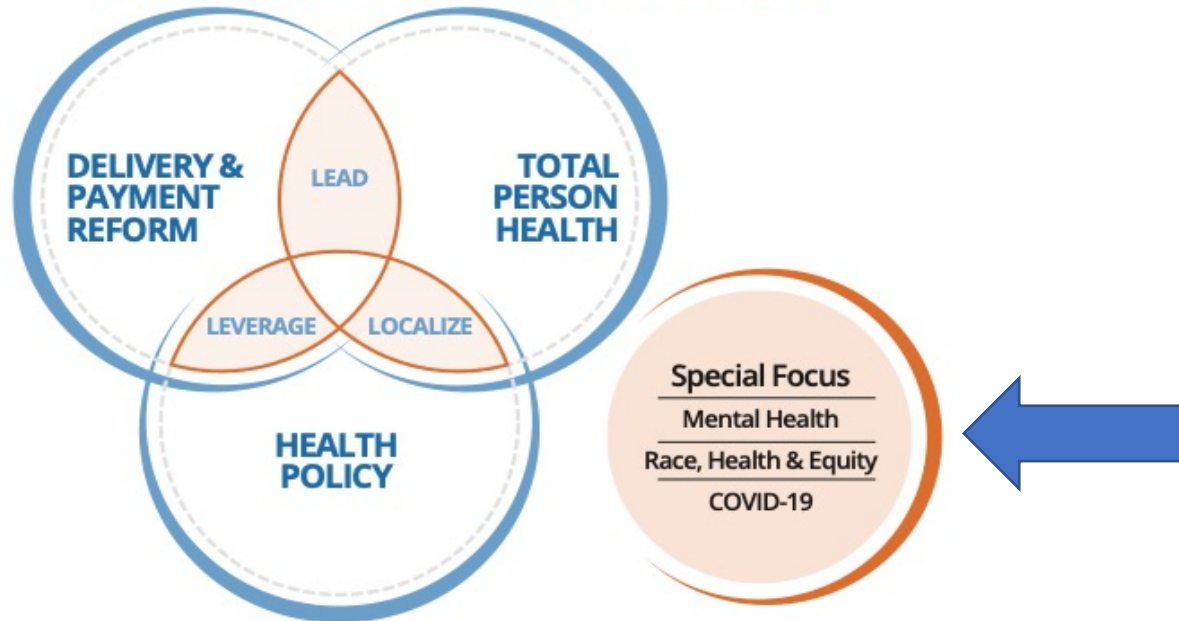 DELIVERY &
PAYMENT
REFORM
LEAD
TOTAL
PERSON
HEALTH
LEVERAGE
LOCALIZE
HEALTH
POLICY
Special Focus
Mental Health
Race, Health & Equity
COVID-19